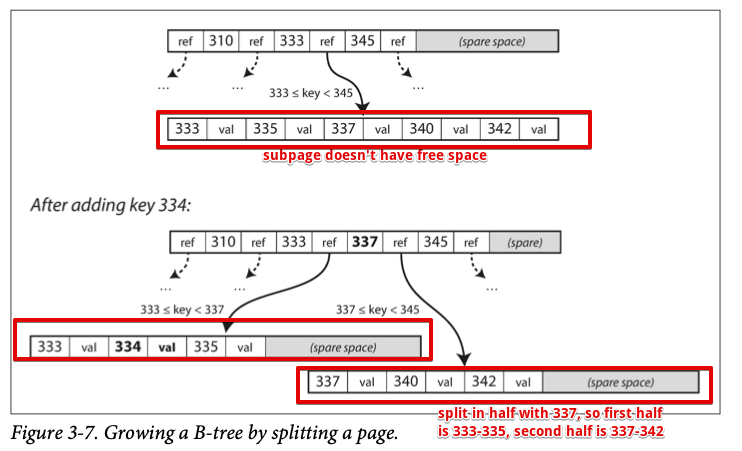 ref 310 ref 333 ref 345 ref (spare space)
... ... ...
333 ≤ key < 345
333 val 335 val 337 val 340 val 342 val
subpage doesn't have free space
After adding key 334:
ref 310 ref 333 ref 337 ref 345 ref (spare)
... ... ...
333 ≤ key < 337 337 ≤ key < 345
333 val 334 val 335 val (spare space)
337 val 340 val 342 val (spare space)
split in half with 337, so first half
is 333-335, second half is 337-342
Figure 3-7. Growing a B-tree by splitting a page.